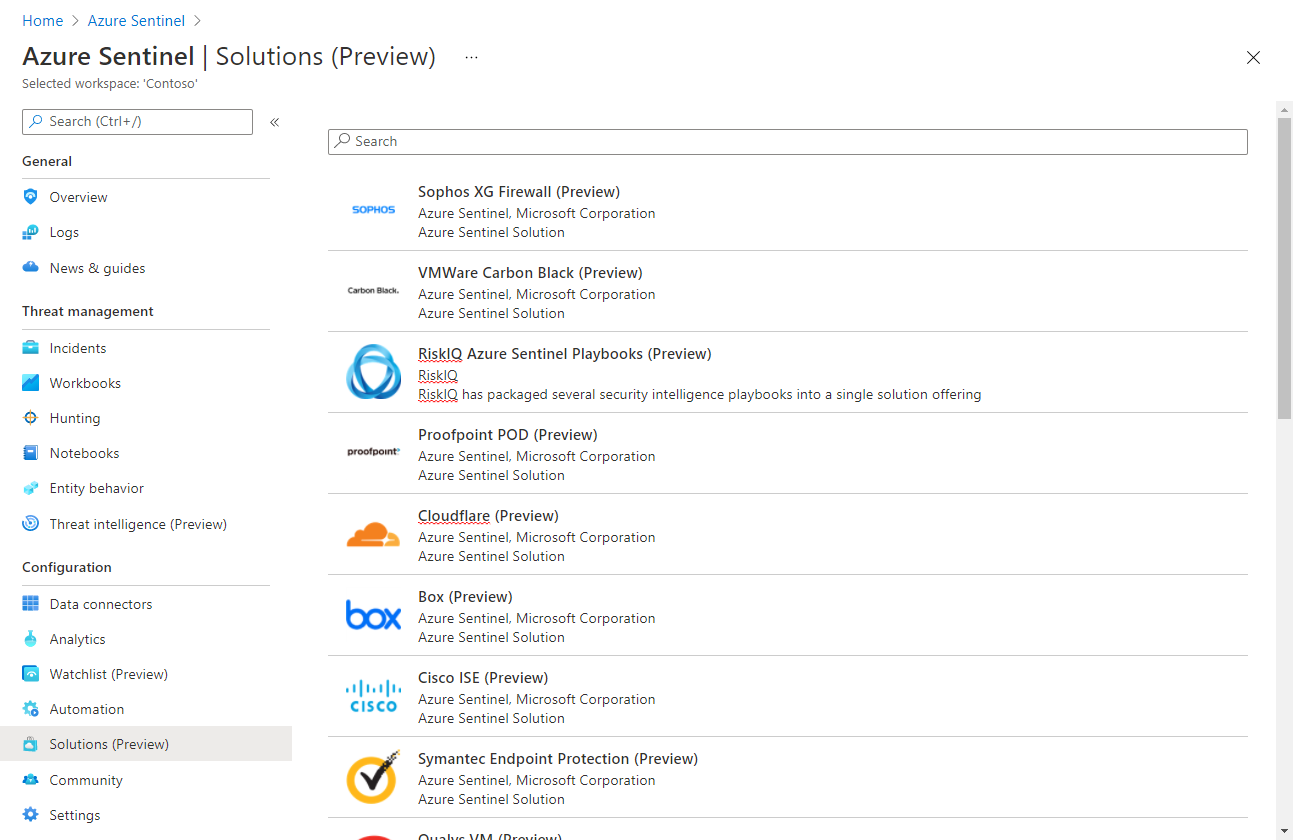 Home > Azure Sentinel >
Azure Sentinel | Solutions (Preview) ...
Selected workspace: 'Contoso'
Search (Ctrl+/)
«
General
Overview
Logs
News & guides
Threat management
Incidents
Workbooks
Hunting
Notebooks
Entity behavior
Threat intelligence (Preview)
Configuration
Data connectors
Analytics
Watchlist (Preview)
Automation
Solutions (Preview)
Community
Settings
Search
SOPHOS
Sophos XG Firewall (Preview)
Azure Sentinel, Microsoft Corporation
Azure Sentinel Solution
Carbon Black.
VMWare Carbon Black (Preview)
Azure Sentinel, Microsoft Corporation
Azure Sentinel Solution
RiskIQ Azure Sentinel Playbooks (Preview)
RiskIQ
RiskIQ has packaged several security intelligence playbooks into a single solution offering
proofpoint
Proofpoint POD (Preview)
Azure Sentinel, Microsoft Corporation
Azure Sentinel Solution
Cloudflare (Preview)
Azure Sentinel, Microsoft Corporation
Azure Sentinel Solution
box
Box (Preview)
Azure Sentinel, Microsoft Corporation
Azure Sentinel Solution
CISCO
Cisco ISE (Preview)
Azure Sentinel, Microsoft Corporation
Azure Sentinel Solution
Symantec Endpoint Protection (Preview)
Azure Sentinel, Microsoft Corporation
Azure Sentinel Solution
Qualys VM (Preview)